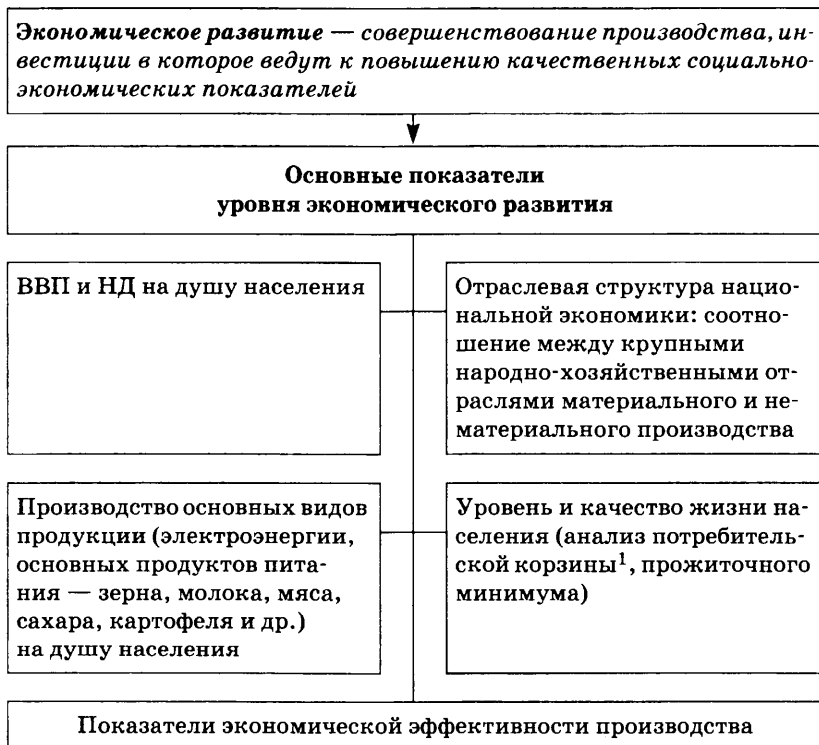 Экономическое развитие — совершенствование производства, ин-
вестиции в которое ведут к повышению качественных социально-
экономических показателей
Основные показатели
уровня экономического развития
ВВП и НД на душу населения
Отраслевая структура нацио-
нальной экономики: соотно-
шение между крупными
народно-хозяйственными от-
раслями материального и не-
материального производства
Производство основных видов
продукции (электроэнергии,
основных продуктов пита-
ния — зерна, молока, мяса,
сахара, картофеля и др.)
на душу населения
Уровень и качество жизни на-
селения (анализ потребитель-
ской корзины¹, прожиточного
минимума)
Показатели экономической эффективности производства